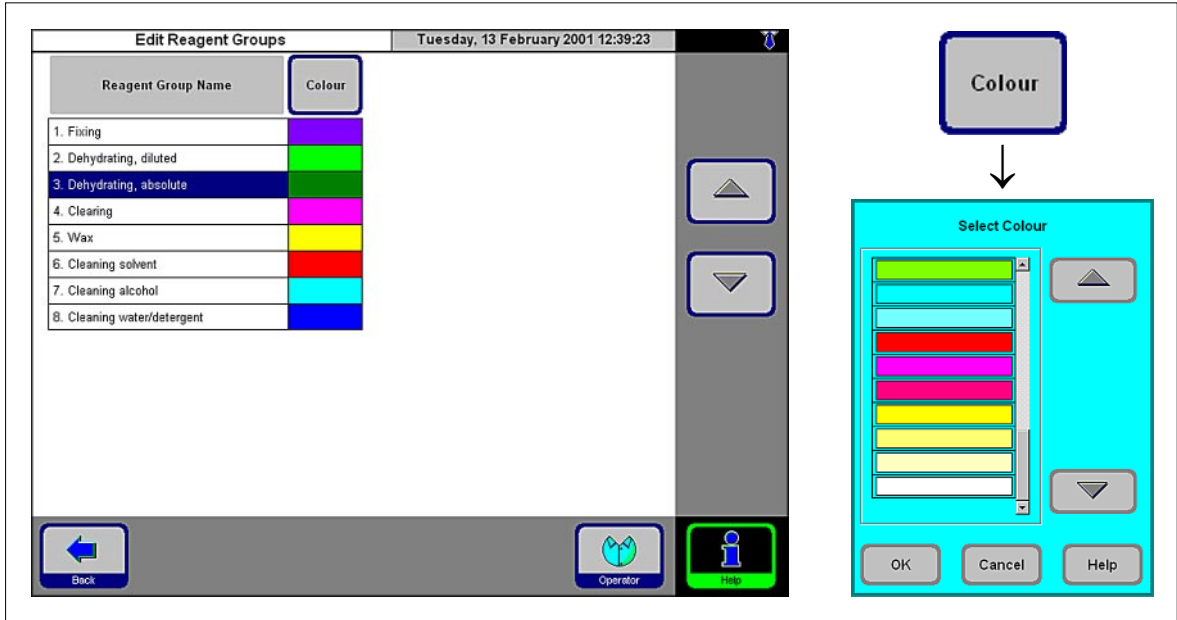 Edit Reagent Groups
Tuesday, 13 February 2001 12:39:23
Reagent Group Name
Colour
1. Fixing
2. Dehydrating, diluted
3. Dehydrating, absolute
4. Clearing
5. Wax
6. Cleaning solvent
7. Cleaning alcohol
8. Cleaning water/detergent
Back
Operator
Help
Colour
Select Colour
OK
Cancel
Help